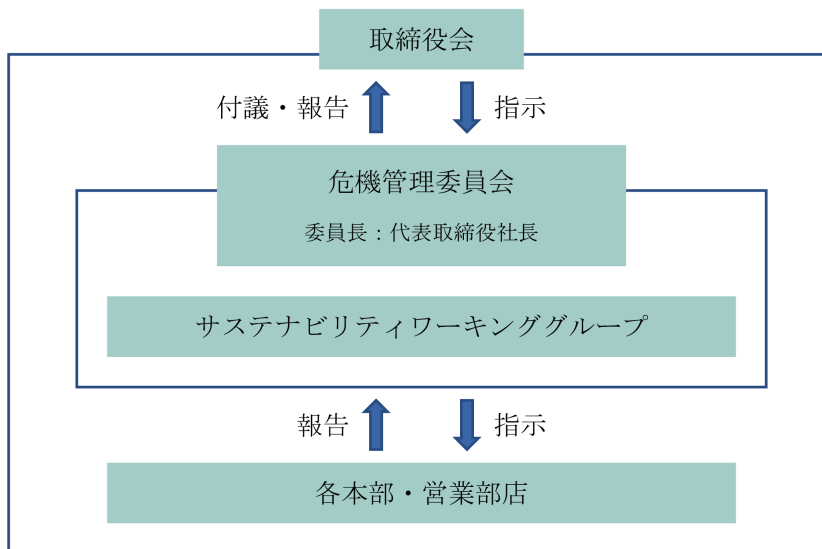 取締役会
付議・報告
指示
危機管理委員会
委員長：代表取締役社長
サステナビリティワーキンググループ
報告
指示
各本部・営業部店